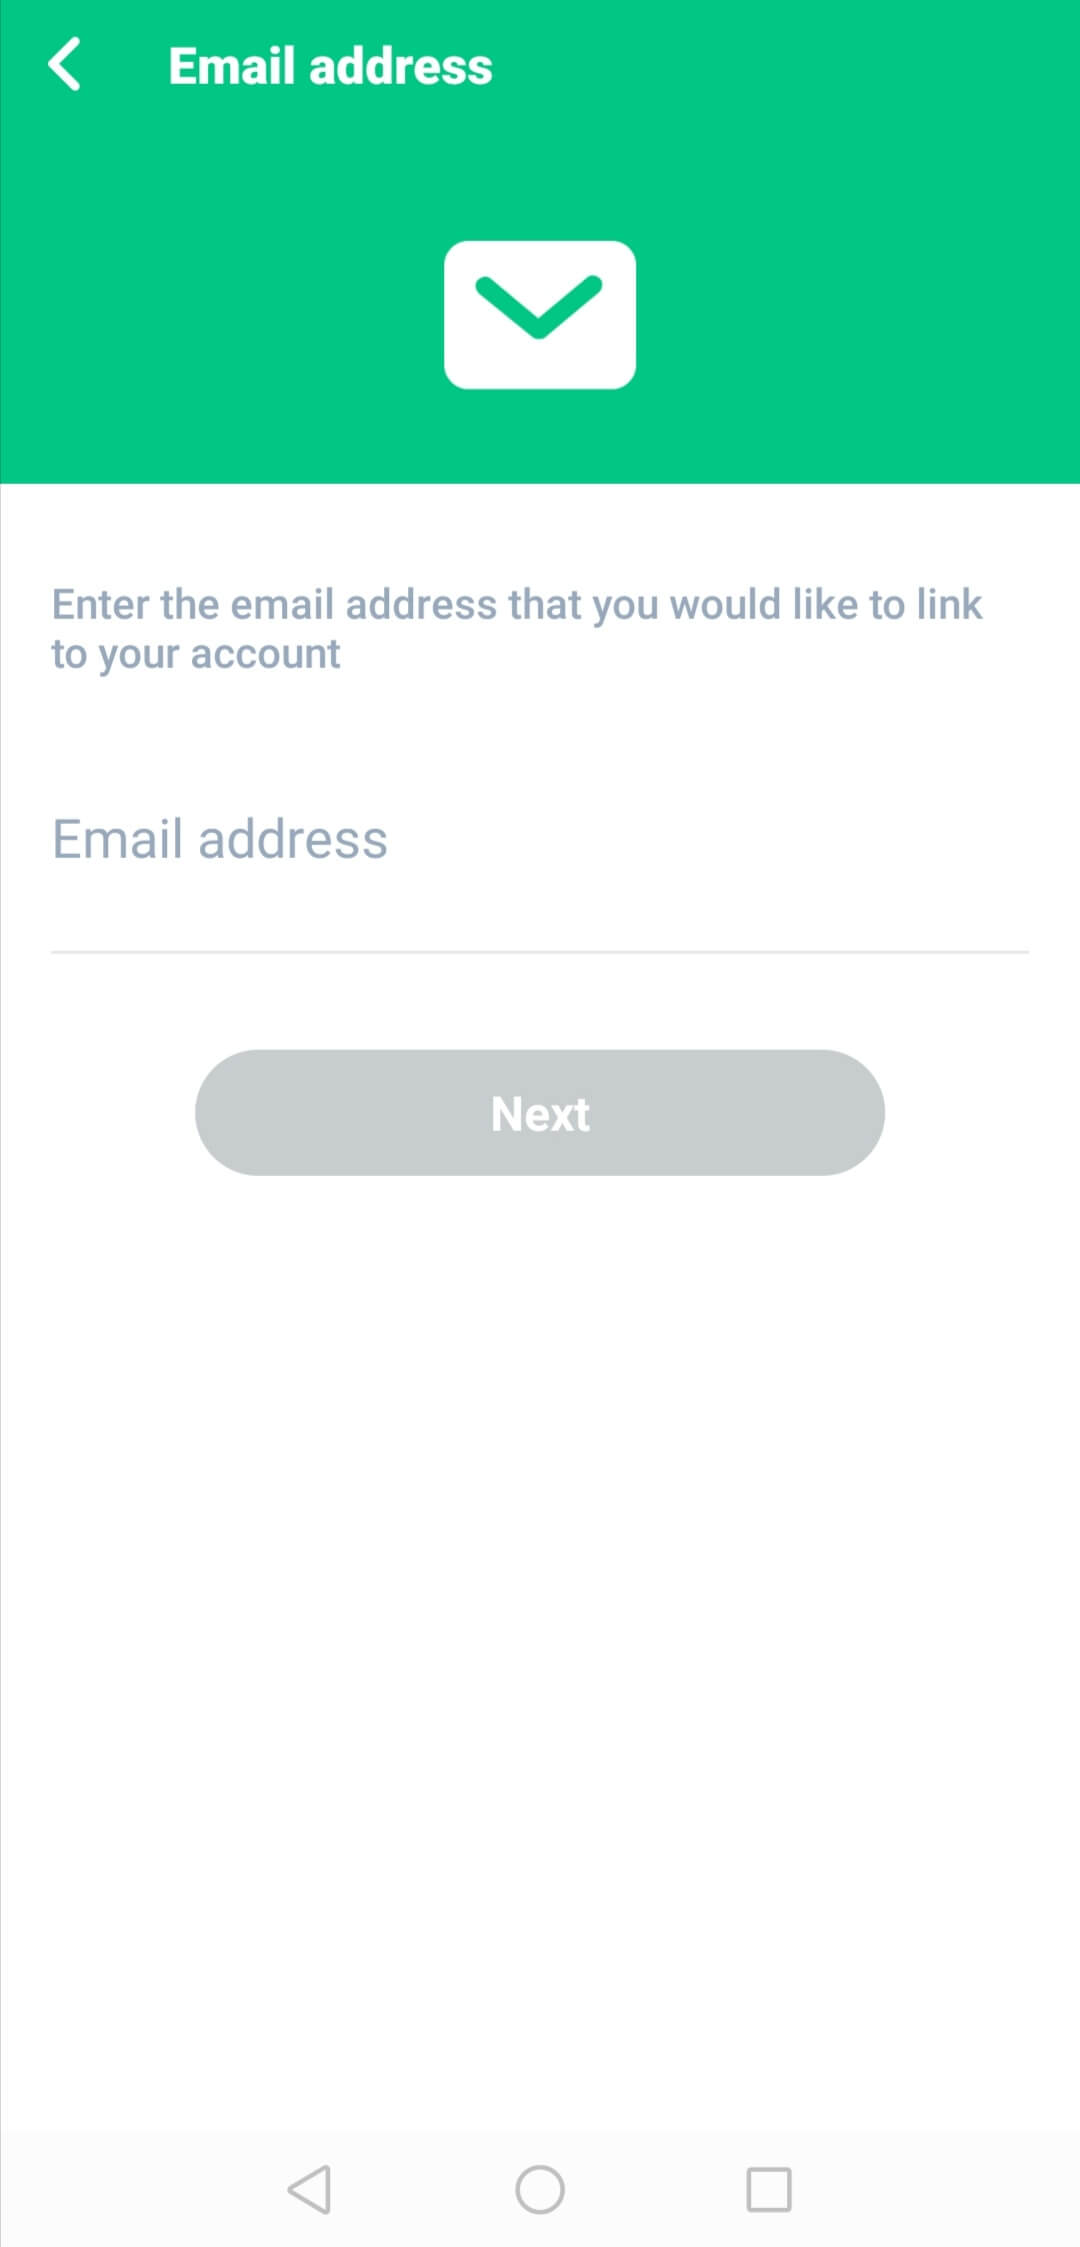 Email address
Enter the email address that you would like to link
to your account
Email address
Next